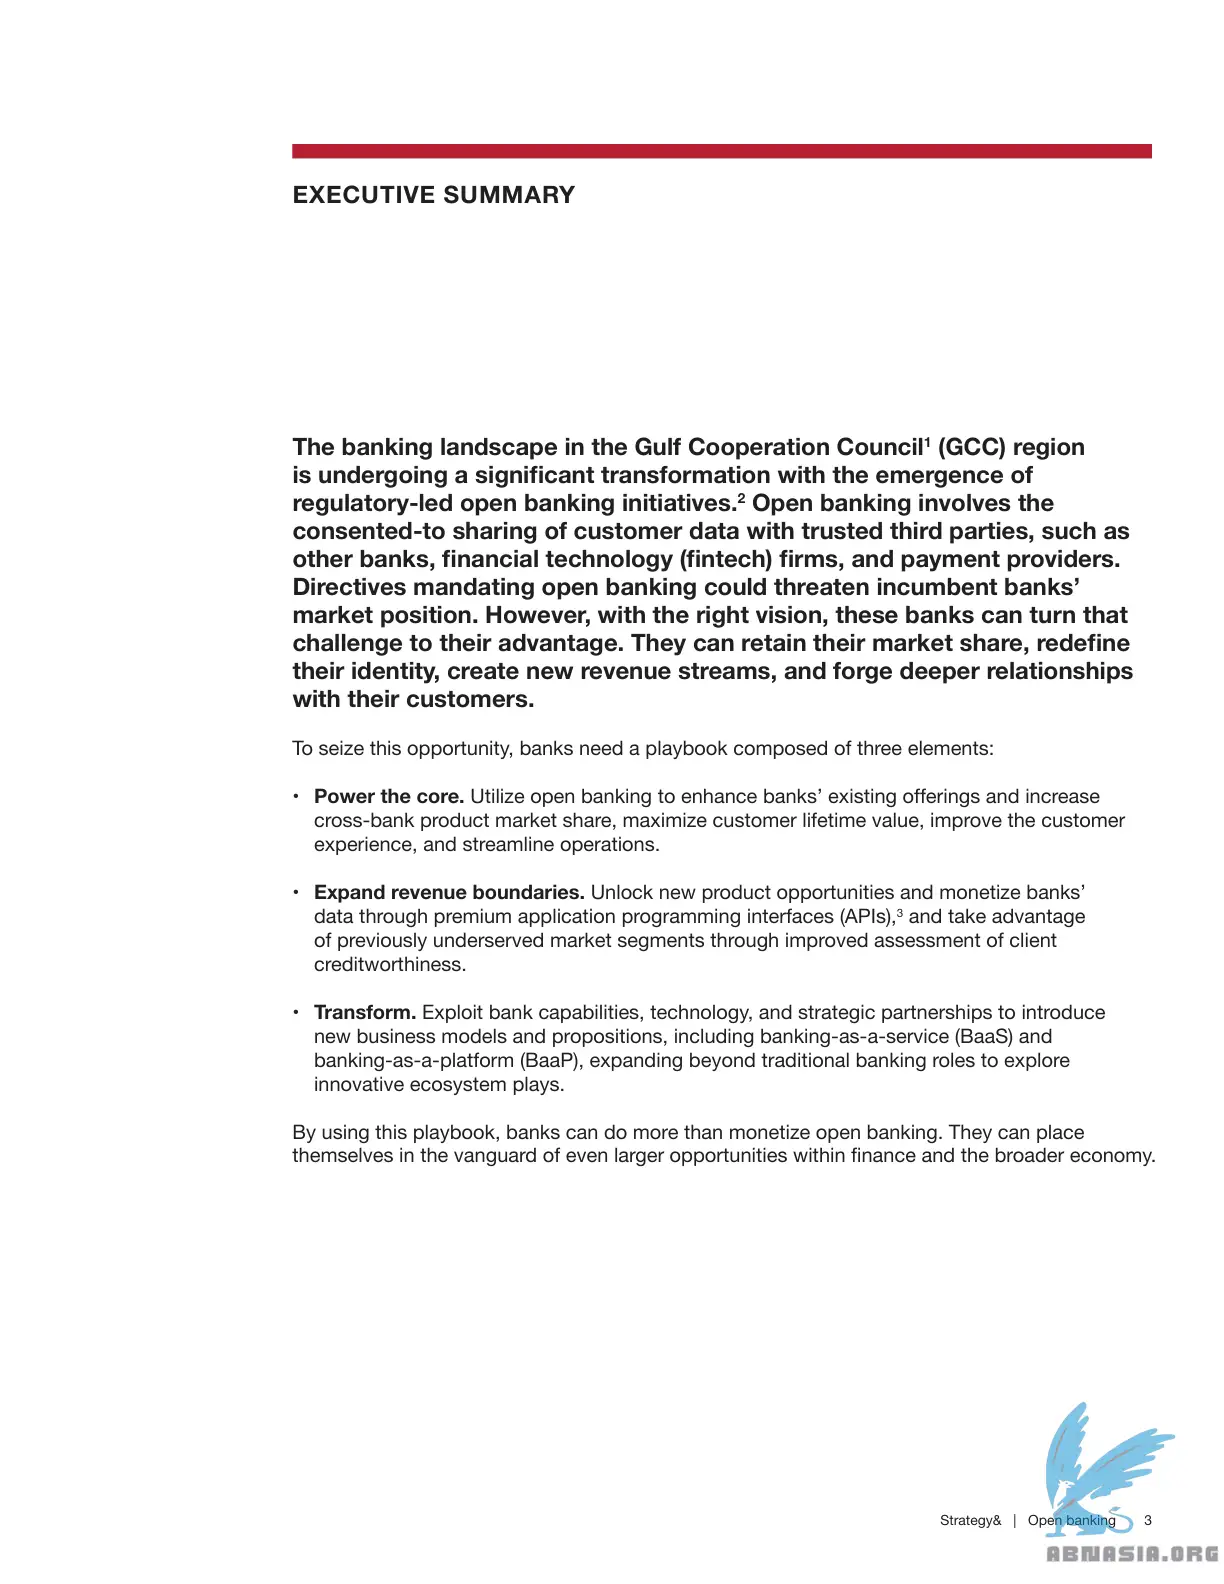 EXECUTIVE SUMMARY
The banking landscape in the Gulf Cooperation Council¹ (GCC) region
is undergoing a significant transformation with the emergence of
regulatory-led open banking initiatives.² Open banking involves the
consented-to sharing of customer data with trusted third parties, such as
other banks, financial technology (fintech) firms, and payment providers.
Directives mandating open banking could threaten incumbent banks’
market position. However, with the right vision, these banks can turn that
challenge to their advantage. They can retain their market share, redefine
their identity, create new revenue streams, and forge deeper relationships
with their customers.
To seize this opportunity, banks need a playbook composed of three elements:
• Power the core. Utilize open banking to enhance banks’ existing offerings and increase
cross-bank product market share, maximize customer lifetime value, improve the customer
experience, and streamline operations.
• Expand revenue boundaries. Unlock new product opportunities and monetize banks’
data through premium application programming interfaces (APIs),³ and take advantage
of previously underserved market segments through improved assessment of client
creditworthiness.
• Transform. Exploit bank capabilities, technology, and strategic partnerships to introduce
new business models and propositions, including banking-as-a-service (BaaS) and
banking-as-a-platform (BaaP), expanding beyond traditional banking roles to explore
innovative ecosystem plays.
By using this playbook, banks can do more than monetize open banking. They can place
themselves in the vanguard of even larger opportunities within finance and the broader economy.
Strategy& | Open banking 3
ABNASIA.ORG